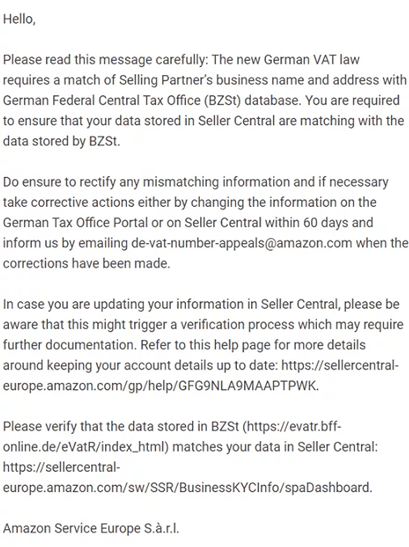 Hello,
Please read this message carefully: The new German VAT law
requires a match of Selling Partner's business name and address with
German Federal Central Tax Office (BZSt) database. You are required
to ensure that your data stored in Seller Central are matching with the
data stored by BZSt.
Do ensure to rectify any mismatching information and if necessary
take corrective actions either by changing the information on the
German Tax Office Portal or on Seller Central within 60 days and
inform us by emailing de-vat-number-appeals@amazon.com when the
corrections have been made.
In case you are updating your information in Seller Central, please be
aware that this might trigger a verification process which may require
further documentation. Refer to this help page for more details
around keeping your account details up to date: https://sellercentral-
europe.amazon.com/gp/help/GFG9NLA9MAAPTPWK.
Please verify that the data stored in BZSt (https://evatr.bff-
online.de/eVatR/index_html) matches your data in Seller Central:
https://sellercentral-
europe.amazon.com/sw/SSR/BusinessKYCInfo/spaDashboard.
Amazon Service Europe S.à.r.l.